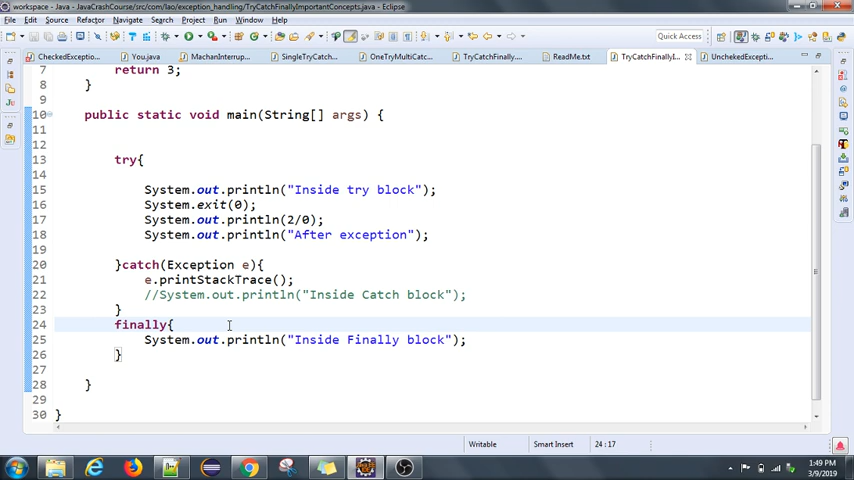 workspace - Java - JavaCrashCourse/src/com/lao/exception_handling/TryCatchFinallyImportantConcepts.java - Eclipse
File Edit Source Refactor Navigate Search Project Run Window Help
Quick Access
CheckedExceptio... You.java MachanInterrup... SingleTryCatch... OneTryMultiCatc... TryCatchFinally.... ReadMe.txt TryCatchFinallyI... UncheckedExcepti...
7 return 3;
8 }
9
10 public static void main(String[] args) {
11
12
13 try{
14
15 System.out.println("Inside try block");
16 System.exit(0);
17 System.out.println(2/0);
18 System.out.println("After exception");
19
20 }catch(Exception e){
21 e.printStackTrace();
22 //System.out.println("Inside Catch block");
23 }
24 finally{
25 System.out.println("Inside Finally block");
26 }
27
28 }
29
30 }
Writable Smart Insert 24 : 17
1:49 PM
3/9/2019